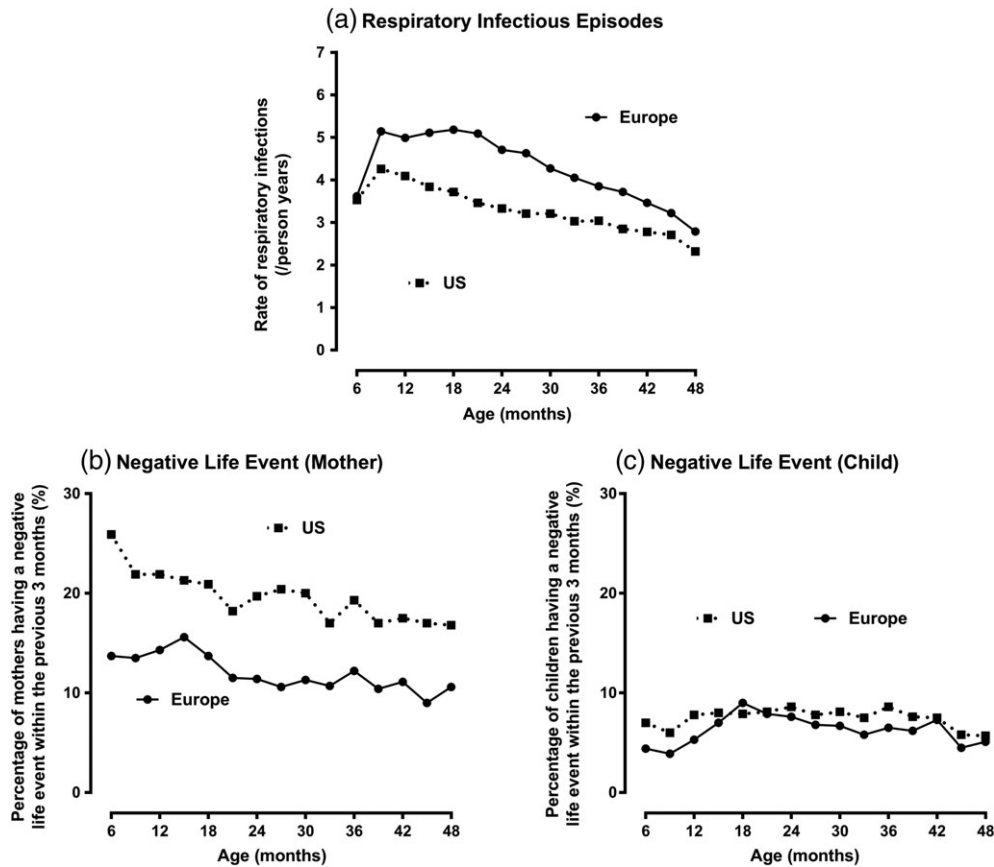 (a) Respiratory Infectious Episodes
Rate of respiratory infections
(/person years)
7
6
5
4
3
2
1
0
Europe
US
6 12 18 24 30 36 42 48
Age (months)
(b) Negative Life Event (Mother)
Percentage of mothers having a negative
life event within the previous 3 months (%)
30
20
10
0
US
Europe
6 12 18 24 30 36 42 48
Age (months)
(c) Negative Life Event (Child)
Percentage of children having a negative
life event within the previous 3 months (%)
30
20
10
0
US Europe
6 12 18 24 30 36 42 48
Age (months)